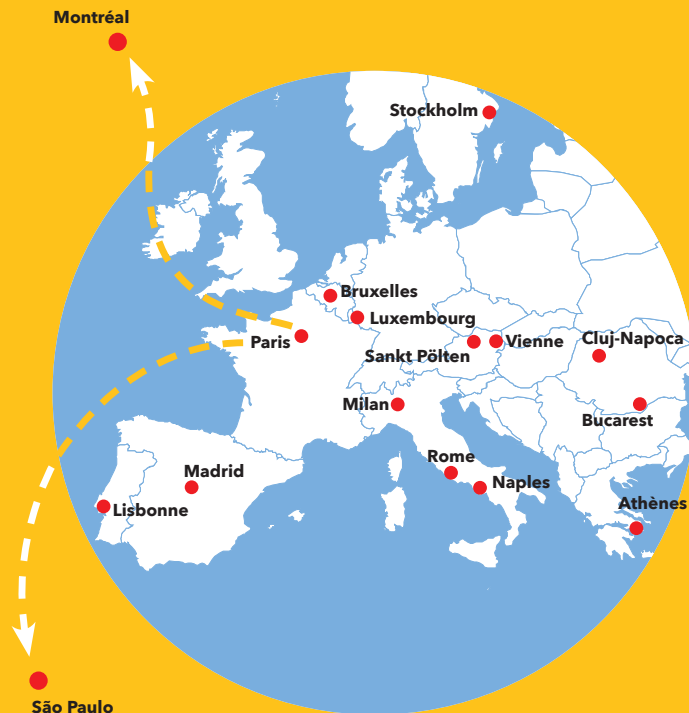 Montréal
Stockholm
Bruxelles
Luxembourg
Paris
Sankt Pölten
Vienne
Cluj-Napoca
Milan
Bucarest
Rome
Madrid
Naples
Lisbonne
Athènes
São Paulo